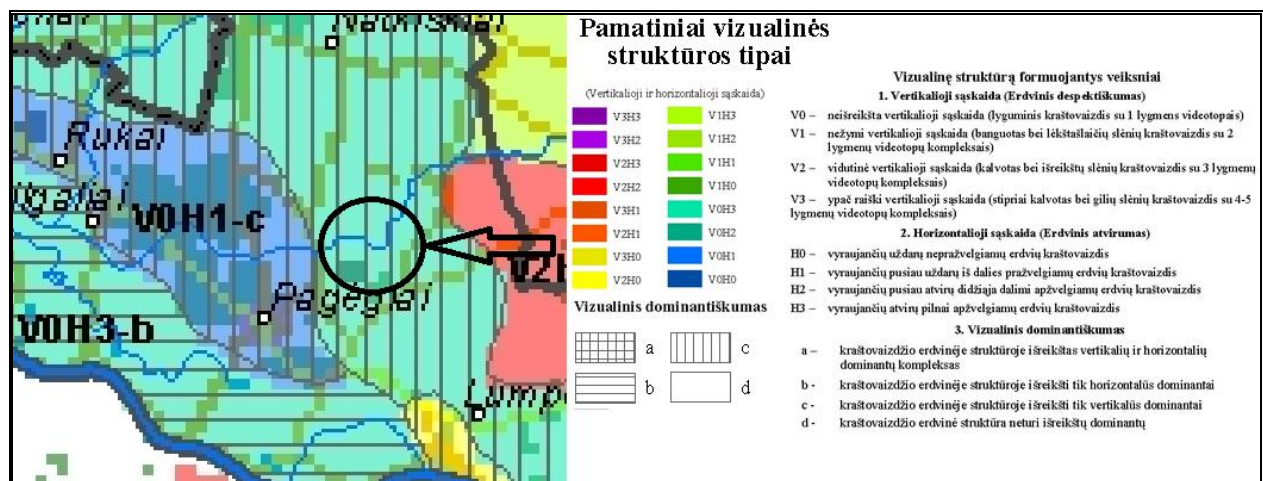 Rukai
V0H1-c
Pagėgiai
V0H3-b
Pamatiniai vizualinės
struktūros tipai
(Vertikalioji ir horizontalioji sąskaida)
V3H3 V1H3
V3H2 V1H2
V2H3 V1H1
V2H2 V1H0
V3H1 V0H3
V2H1 V0H2
V3H0 V0H1
V2H0 V0H0
Vizualinis dominantiškumas
a c
b d
Vizualinę struktūrą formuojantys veiksniai
1. Vertikalioji sąskaida (Erdvinis despektiškumas)
V0 – neišreikšta vertikalioji sąskaida (lyguminis kraštovaizdis su 1 lygmens videotopais)
V1 – nežymi vertikalioji sąskaida (banguotas bei lėkštašlaičių slėnių kraštovaizdis su 2
lygmenų videotopų kompleksais)
V2 – vidutinė vertikalioji sąskaida (kalvotas bei išreikštų slėnių kraštovaizdis su 3 lygmenų
videotopų kompleksais)
V3 – ypač raiški vertikalioji sąskaida (stipriai kalvotas bei gilių slėnių kraštovaizdis su 4-5
lygmenų videotopų kompleksais)
2. Horizontalioji sąskaida (Erdvinis atvirumas)
H0 – vyraujančių uždarų nepražvelgiamų erdvių kraštovaizdis
H1 – vyraujančių pusiau uždarų iš dalies pražvelgiamų erdvių kraštovaizdis
H2 – vyraujančių pusiau atvirų didžiąja dalimi apžvelgiamų erdvių kraštovaizdis
H3 – vyraujančių atvirų pilnai apžvelgiamų erdvių kraštovaizdis
3. Vizualinis dominantiškumas
a – kraštovaizdžio erdvinėje struktūroje išreikštas vertikalių ir horizontalių
dominantų kompleksas
b - kraštovaizdžio erdvinėje struktūroje išreikšti tik horizontalūs dominantai
c - kraštovaizdžio erdvinėje struktūroje išreikšti tik vertikalūs dominantai
d - kraštovaizdžio erdvinė struktūra neturi išreikštų dominantų